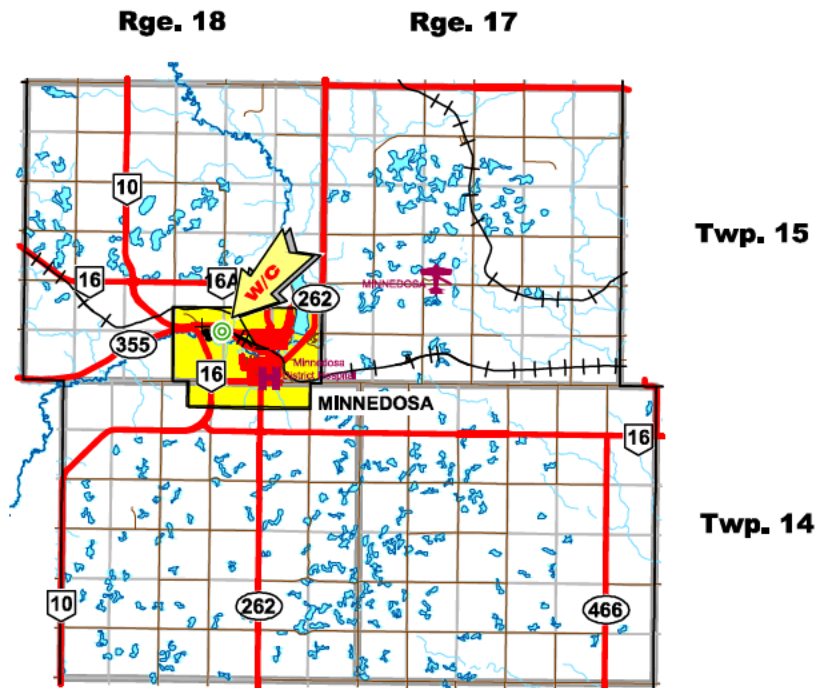 Rge. 18
Rge. 17
10
Twp. 15
16
16A
W/C
262
MINNEDOSA
355
16
Minnedosa
District Hospital
MINNEDOSA
16
Twp. 14
10
262
466